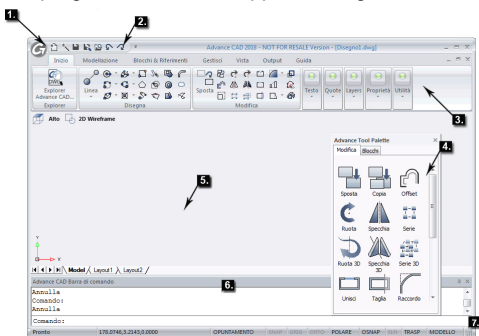 1.
2.
Advance CAD 2018 - NOT FOR RESALE Version - [Disegno1.dwg]
Inizio Modellazione Blocchi & Riferimenti Gestisci Vista Output Guida
Explorer
Advance CAD...
Linea
Sposta
Testo Quote Layers Proprietà Utilità
Explorer Disegna Modifica
3.
Alto 2D Wireframe
Advance Tool Palette
4.
Modifica Blocchi
Sposta Copia Offset
5.
Ruota Specchia Serie
Ruota 3D Specchia 3D Serie 3D
Unisci Taglia Raccordo
Y
X
Model Layout1 Layout2
6.
Advance CAD Barra di comando
Annulla
Comando:
Annulla
Comando:
7.
Pronto 178.0746,5.2143,0.0000 OPUNTAMENTO SNAP GRID ORTO POLARE OSNAP TRASP MODELLO